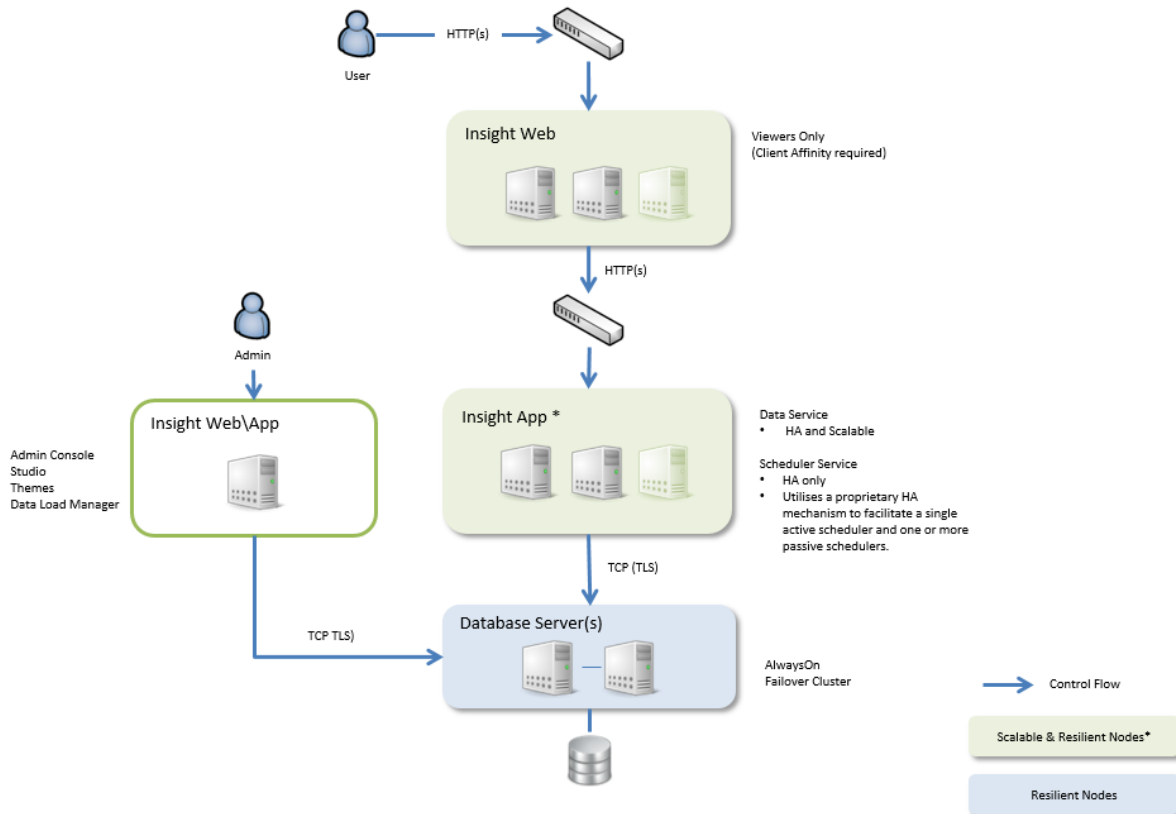 HTTP(s)
User
Insight Web
Viewers Only
(Client Affinity required)
HTTP(s)
Admin
Insight Web\App
Admin Console
Studio
Themes
Data Load Manager
Insight App *
Data Service
• HA and Scalable
Scheduler Service
• HA only
• Utilises a proprietary HA
mechanism to facilitate a single
active scheduler and one or more
passive schedulers.
TCP (TLS)
TCP TLS)
Database Server(s)
AlwaysOn
Failover Cluster
Control Flow
Scalable & Resilient Nodes*
Resilient Nodes